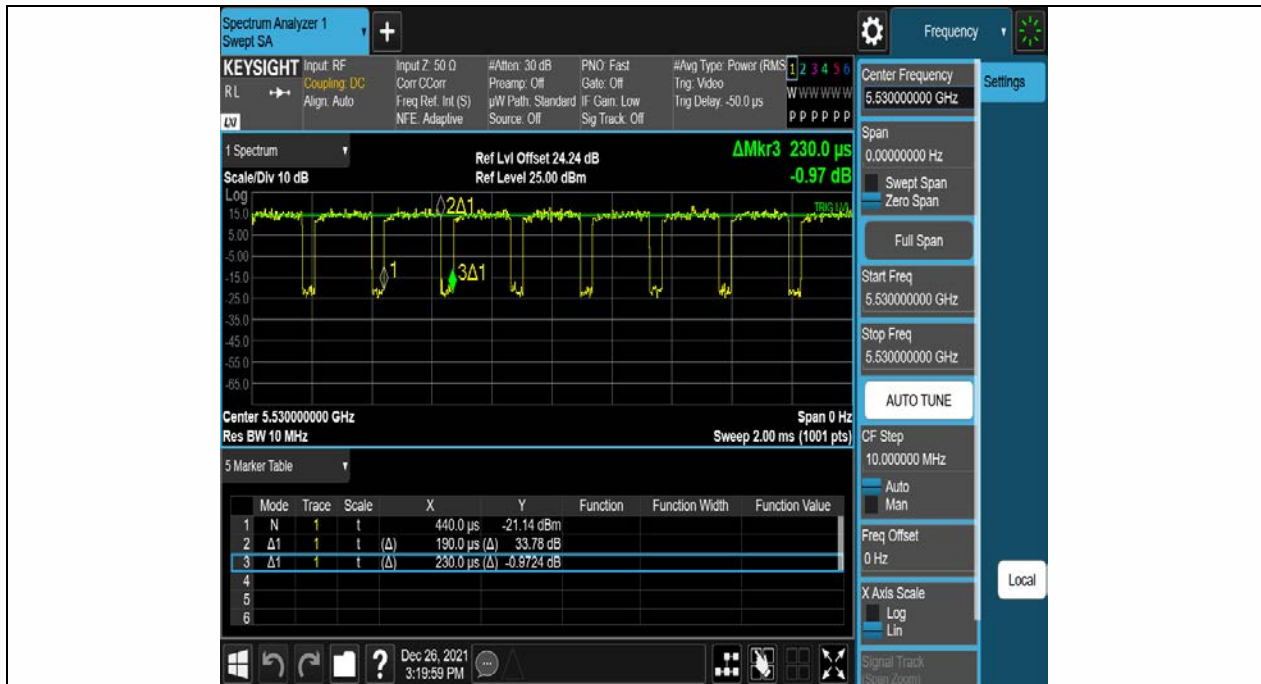 Spectrum Analyzer 1
Swept SA
+
Frequency
KEYSIGHT
RL
LXI
Input: RF
Coupling: DC
Align: Auto
Input Z: 50 Ω
Corr CCorr
Freq Ref: Int (S)
NFE: Adaptive
#Atten: 30 dB
Preamp: Off
µW Path: Standard
Source: Off
PNO: Fast
Gate: Off
IF Gain: Low
Sig Track: Off
#Avg Type: Power (RMS
Trig: Video
Trig Delay: -50.0 µs
1 2 3 4 5 6
W W W W W W
P P P P P P
1 Spectrum
Scale/Div 10 dB
Ref Lvl Offset 24.24 dB
Ref Level 25.00 dBm
ΔMkr3 230.0 µs
-0.97 dB
Log
15.0
5.00
-5.00
-15.0
-25.0
-35.0
-45.0
-55.0
-65.0
2Δ1
1
3Δ1
TRIG LVL
Center 5.530000000 GHz
Span 0 Hz
Res BW 10 MHz
Sweep 2.00 ms (1001 pts)
5 Marker Table
Mode Trace Scale X Y Function Function Width Function Value
1 N 1 t 440.0 µs -21.14 dBm
2 Δ1 1 t (Δ) 190.0 µs (Δ) 33.78 dB
3 Δ1 1 t (Δ) 230.0 µs (Δ) -0.9724 dB
4
5
6
?
Dec 26, 2021
3:19:59 PM
Center Frequency
5.530000000 GHz
Span
0.00000000 Hz
Swept Span
Zero Span
Full Span
Start Freq
5.530000000 GHz
Stop Freq
5.530000000 GHz
AUTO TUNE
CF Step
10.000000 MHz
Auto
Man
Freq Offset
0 Hz
X Axis Scale
Log
Lin
Signal Track
(Span Zoom)
Settings
Local